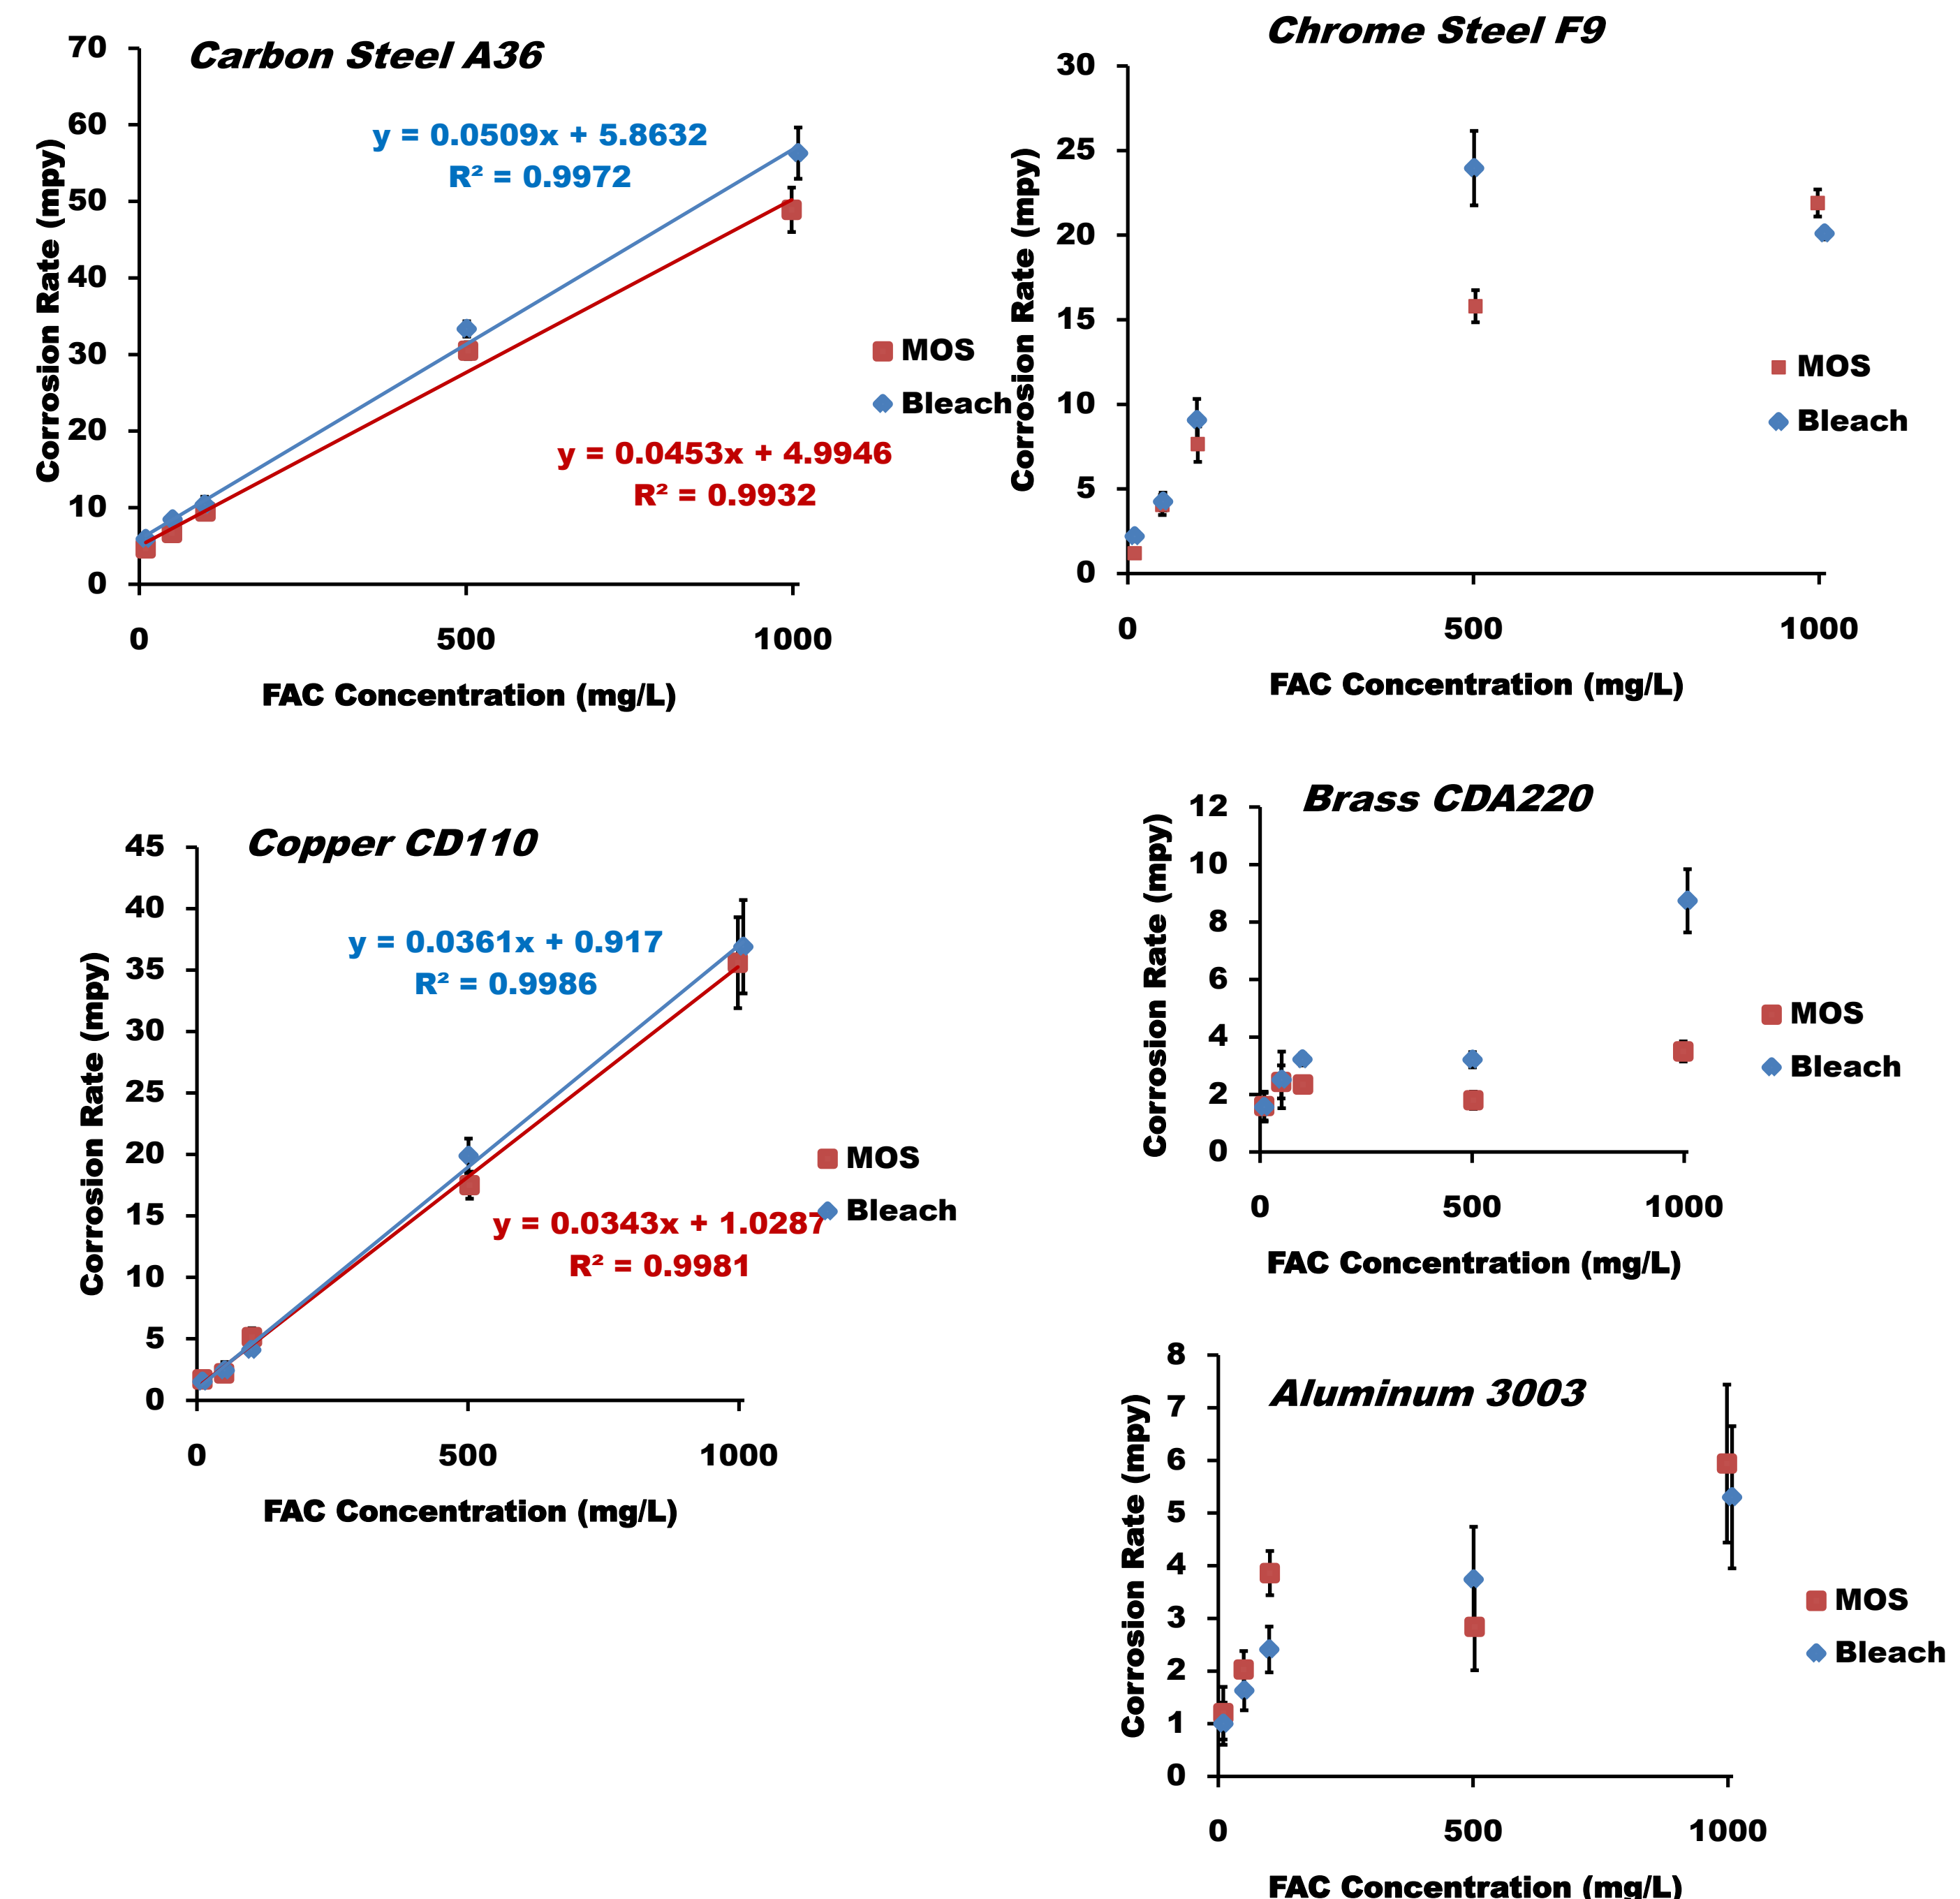 Carbon Steel A36
70
60
50
40
30
20
10
0
Corrosion Rate (mpy)
y = 0.0509x + 5.8632
R² = 0.9972
y = 0.0453x + 4.9946
R² = 0.9932
MOS
Bleach
0 500 1000
FAC Concentration (mg/L)
Chrome Steel F9
30
25
20
15
10
5
0
Corrosion Rate (mpy)
MOS
Bleach
0 500 1000
FAC Concentration (mg/L)
Copper CD110
45
40
35
30
25
20
15
10
5
0
Corrosion Rate (mpy)
y = 0.0361x + 0.917
R² = 0.9986
y = 0.0343x + 1.0287
R² = 0.9981
MOS
Bleach
0 500 1000
FAC Concentration (mg/L)
Brass CDA220
12
10
8
6
4
2
0
Corrosion Rate (mpy)
MOS
Bleach
0 500 1000
FAC Concentration (mg/L)
Aluminum 3003
8
7
6
5
4
3
2
1
0
Corrosion Rate (mpy)
MOS
Bleach
0 500 1000
FAC Concentration (mg/L)